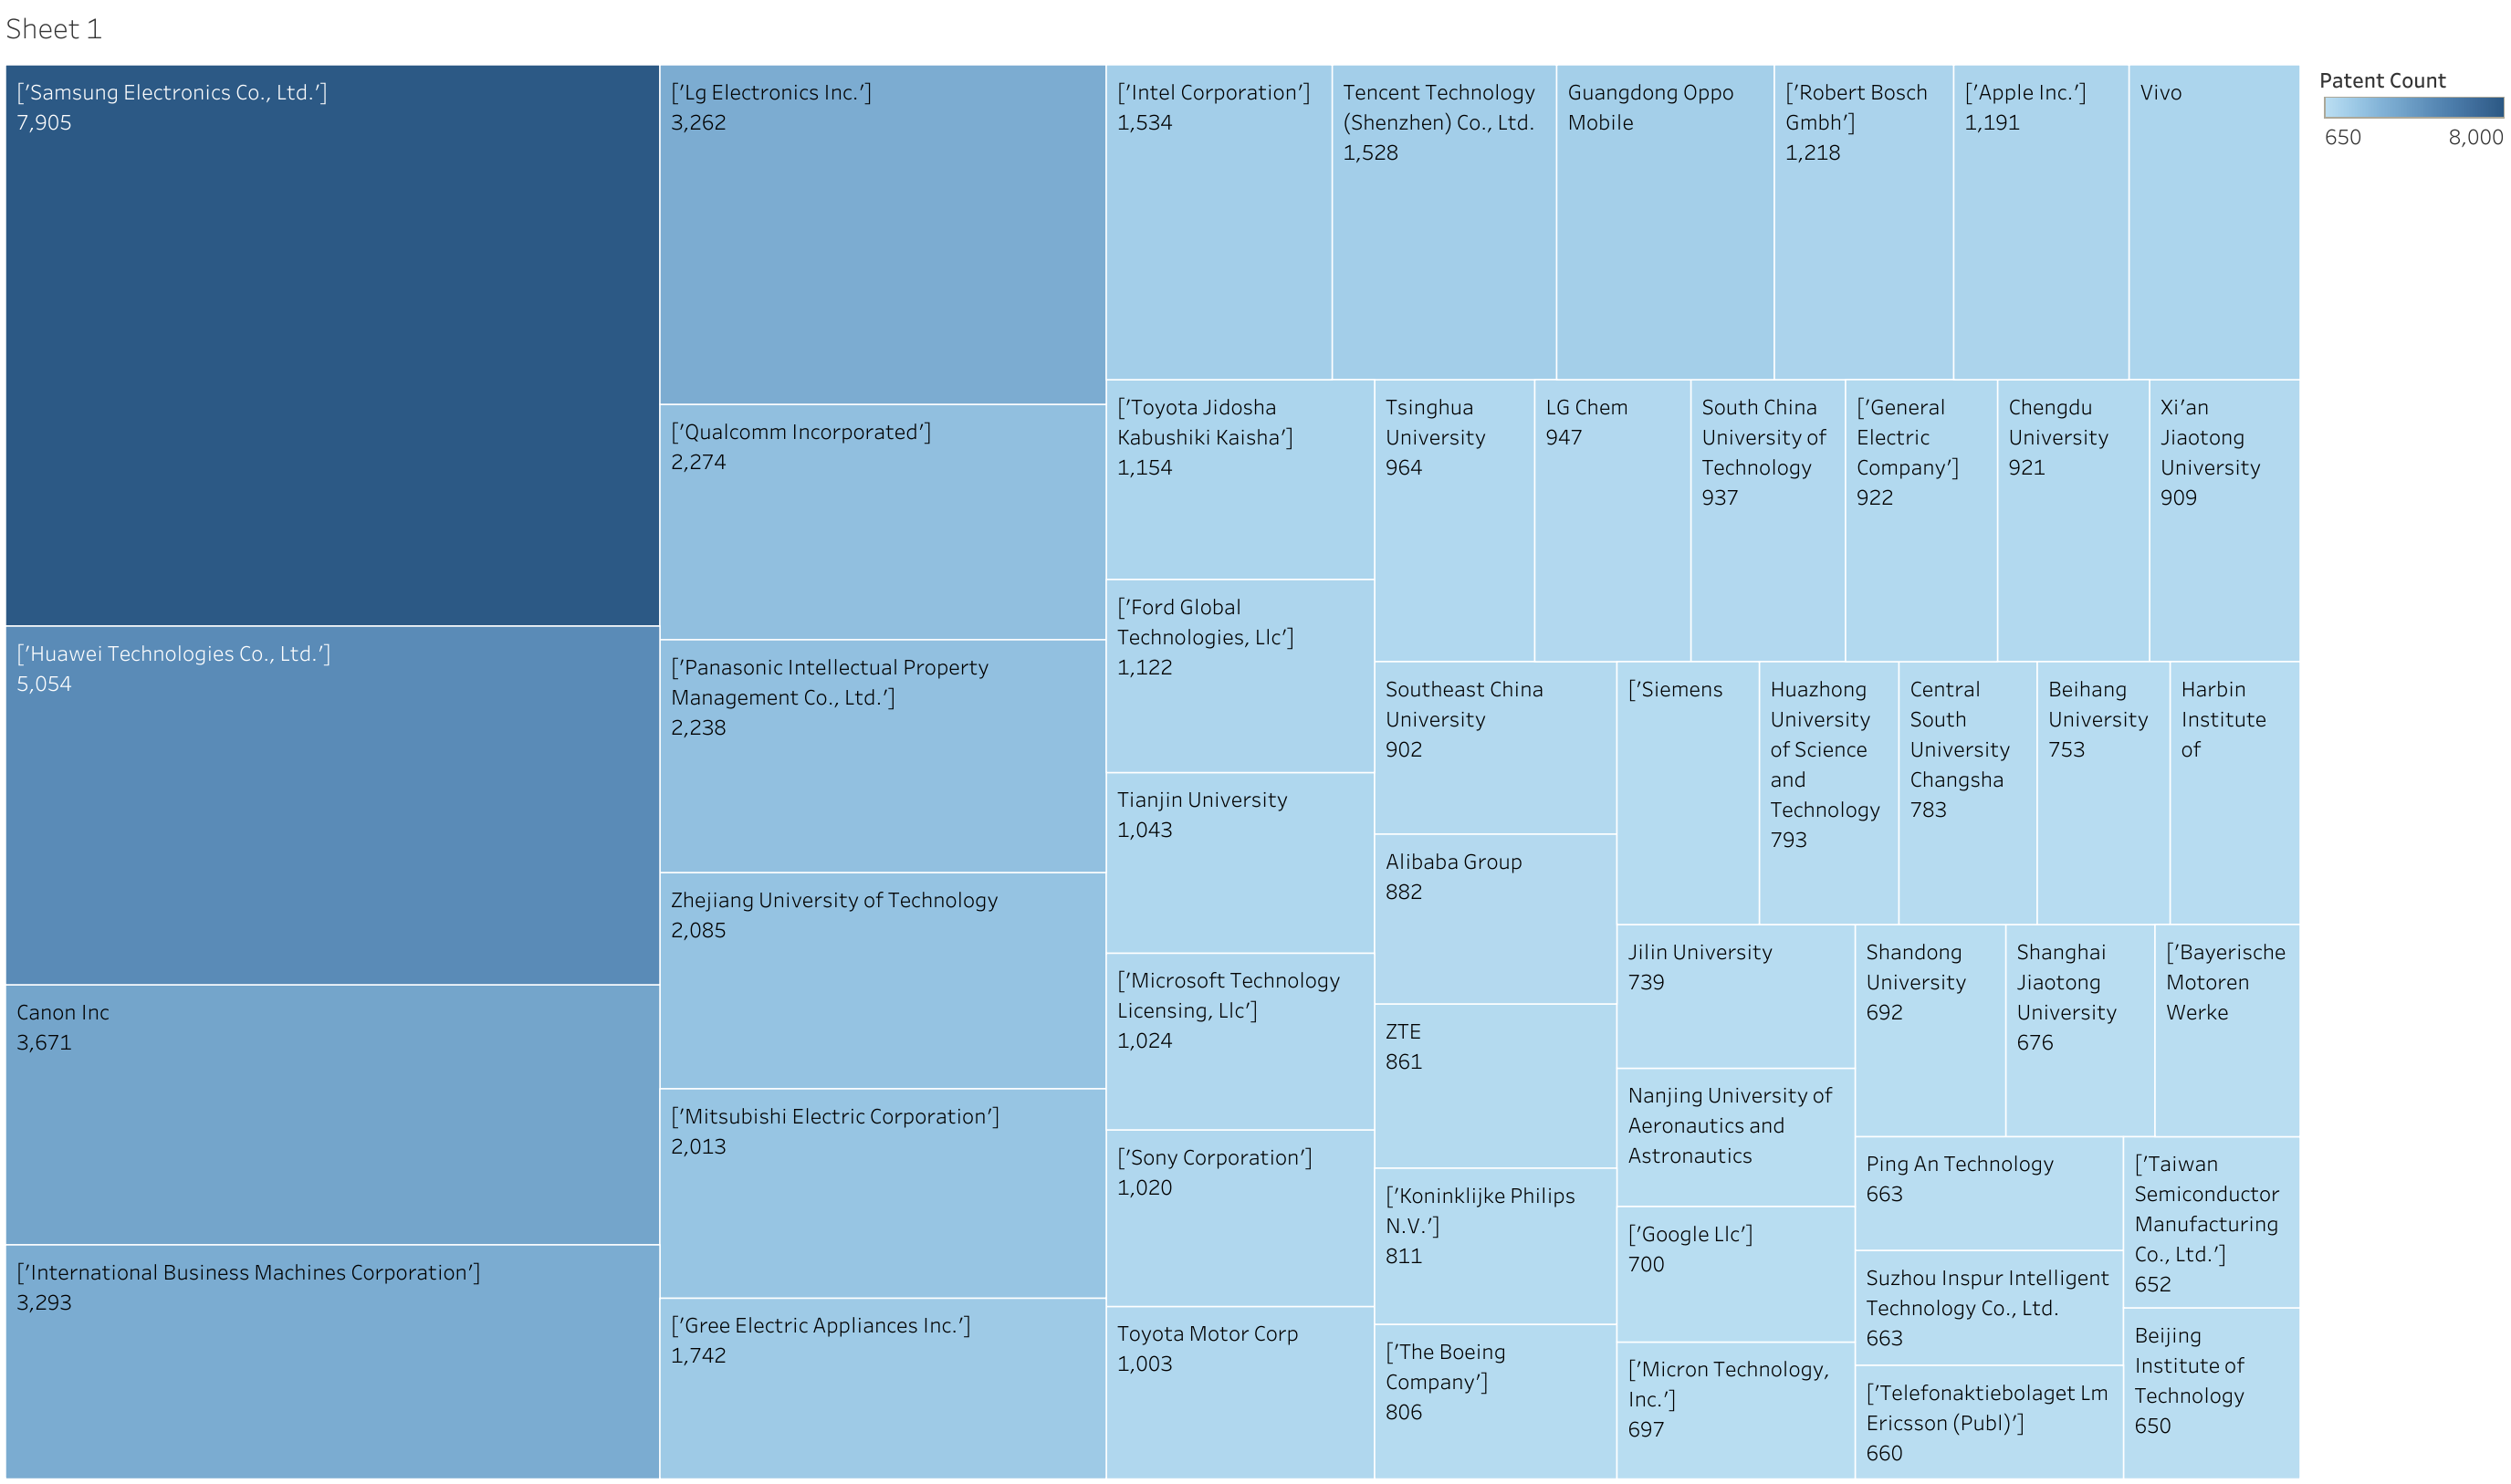 Sheet 1
['Samsung Electronics Co., Ltd.']
7,905
['Huawei Technologies Co., Ltd.']
5,054
Canon Inc
3,671
['International Business Machines Corporation']
3,293
['Lg Electronics Inc.']
3,262
['Qualcomm Incorporated']
2,274
['Panasonic Intellectual Property
Management Co., Ltd.']
2,238
Zhejiang University of Technology
2,085
['Mitsubishi Electric Corporation']
2,013
['Gree Electric Appliances Inc.']
1,742
['Intel Corporation']
1,534
Tencent Technology
(Shenzhen) Co., Ltd.
1,528
Guangdong Oppo
Mobile
['Robert Bosch
Gmbh']
1,218
['Apple Inc.']
1,191
Vivo
['Toyota Jidosha
Kabushiki Kaisha']
1,154
['Ford Global
Technologies, Llc']
1,122
Tianjin University
1,043
['Microsoft Technology
Licensing, Llc']
1,024
['Sony Corporation']
1,020
Toyota Motor Corp
1,003
Tsinghua
University
964
LG Chem
947
South China
University of
Technology
937
['General
Electric
Company']
922
Chengdu
University
921
Xi'an
Jiaotong
University
909
Southeast China
University
902
Alibaba Group
882
ZTE
861
['Koninklijke Philips
N.V.']
811
['The Boeing
Company']
806
['Siemens
Huazhong
University
of Science
and
Technology
793
Central
South
University
Changsha
783
Beihang
University
753
Harbin
Institute
of
Jilin University
739
Nanjing University of
Aeronautics and
Astronautics
['Google Llc']
700
['Micron Technology,
Inc.']
697
Shandong
University
692
Shanghai
Jiaotong
University
676
['Bayerische
Motoren
Werke
Ping An Technology
663
Suzhou Inspur Intelligent
Technology Co., Ltd.
663
['Telefonaktiebolaget Lm
Ericsson (Publ)']
660
['Taiwan
Semiconductor
Manufacturing
Co., Ltd.']
652
Beijing
Institute of
Technology
650
Patent Count
650 8,000